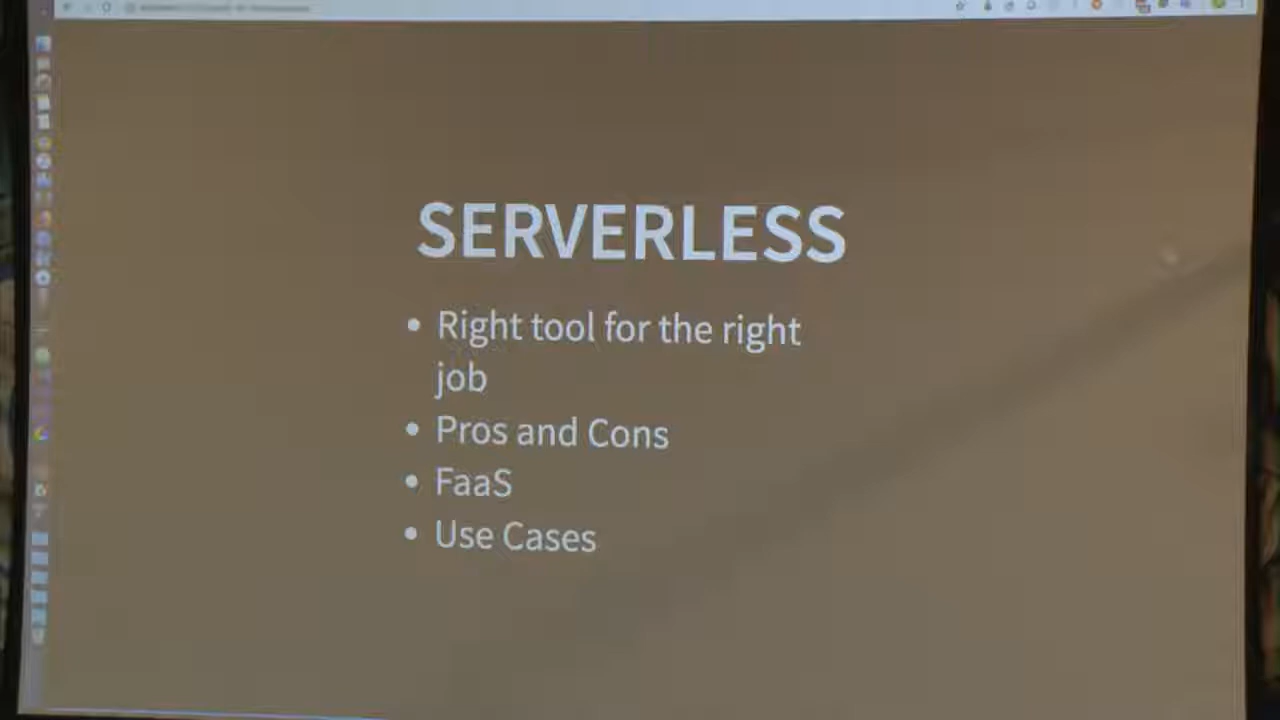 SERVERLESS
• Right tool for the right
job
• Pros and Cons
• FaaS
• Use Cases